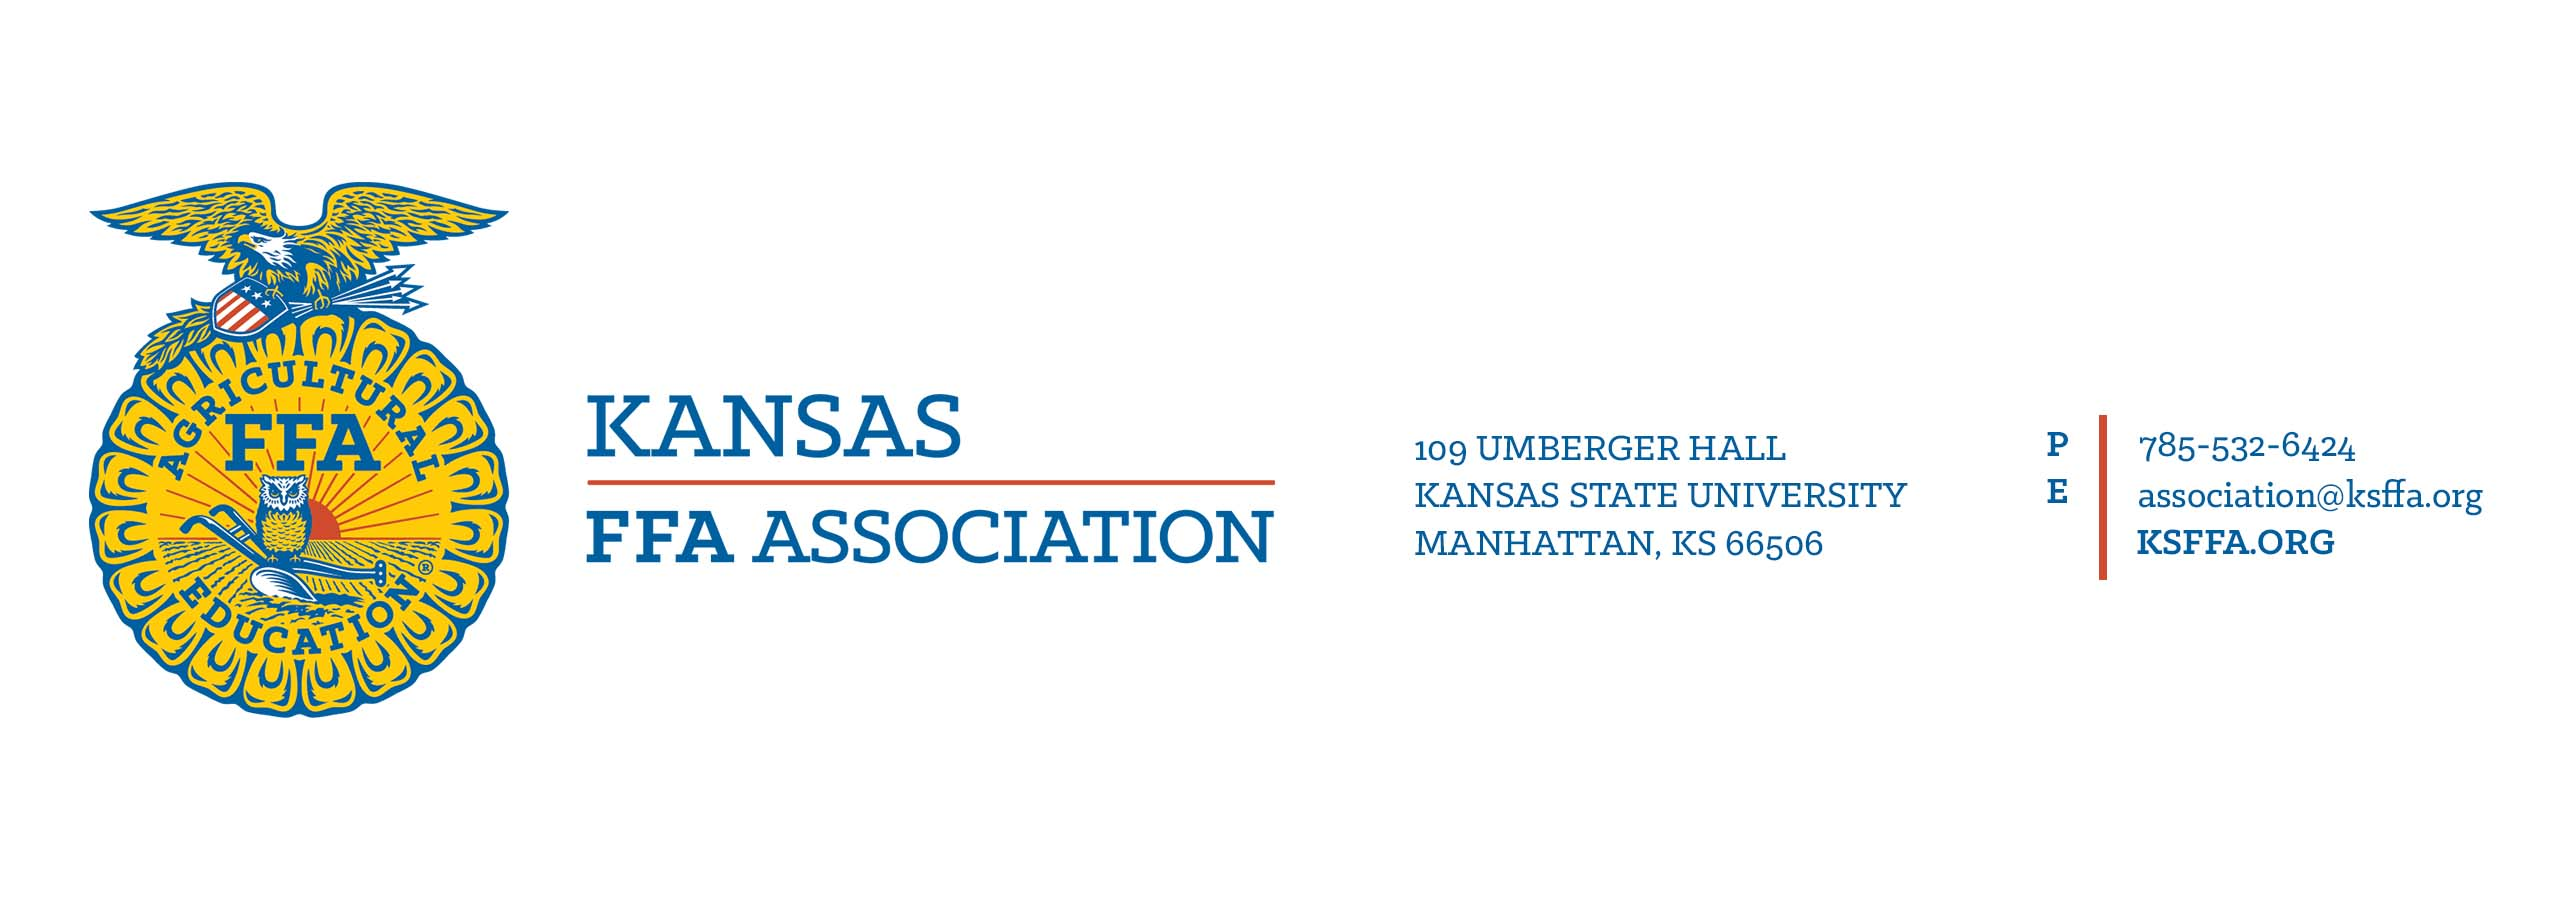 AGRICULTURAL
FFA
EDUCATION®
KANSAS
FFA ASSOCIATION
109 UMBERGER HALL
KANSAS STATE UNIVERSITY
MANHATTAN, KS 66506
P 785-532-6424
E association@ksffa.org
KSFFA.ORG